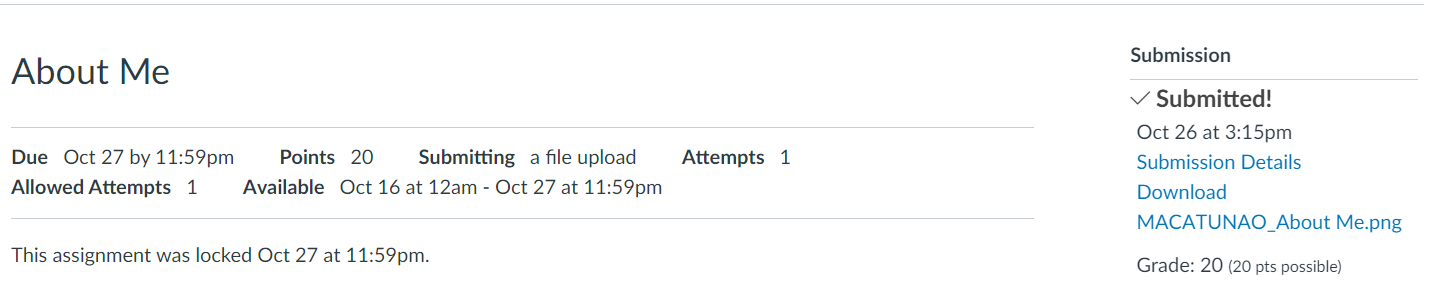 About Me
Due Oct 27 by 11:59pm Points 20 Submitting a file upload Attempts 1
Allowed Attempts 1 Available Oct 16 at 12am - Oct 27 at 11:59pm
This assignment was locked Oct 27 at 11:59pm.
Submission
Submitted!
Oct 26 at 3:15pm
Submission Details
Download
MACATUNAO_About Me.png
Grade: 20 (20 pts possible)